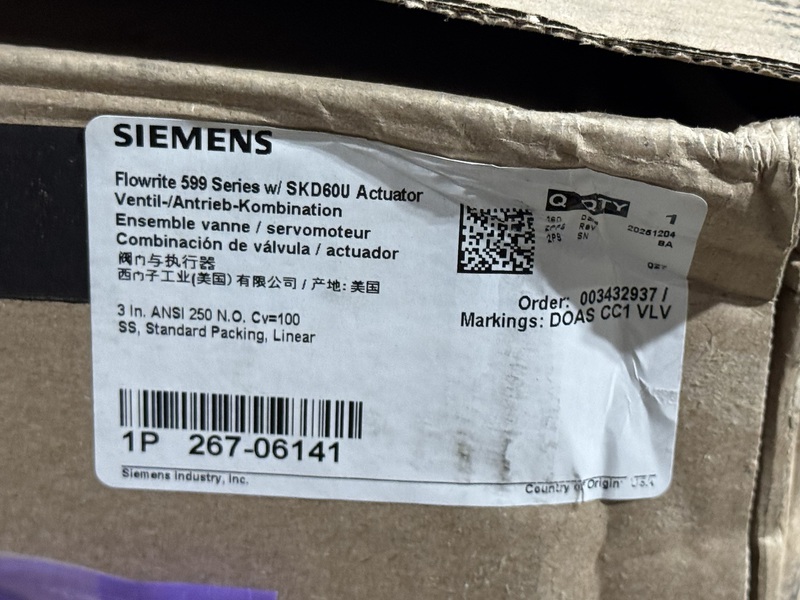 SIEMENS
Flowrite 599 Series w/ SKD60U Actuator
Ventil-/Antrieb-Kombination
Ensemble vanne / servomoteur
Combinación de válvula / actuador
阀门与执行器
西门子工业(美国)有限公司 / 产地: 美国
3 In. ANSI 250 N.O. Cv=100
SS, Standard Packing, Linear
1P 267-06141
Siemens Industry, Inc.
QTY 1
REV 20251204
SN BA
Order: 003432937 /
Markings: DOAS CC1 VLV
Country of Origin: USA